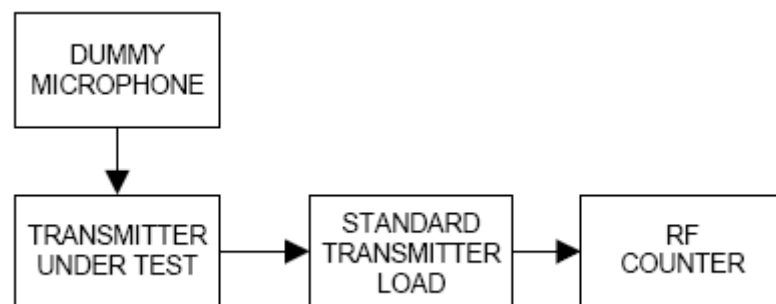 DUMMY
MICROPHONE
TRANSMITTER
UNDER TEST
STANDARD
TRANSMITTER
LOAD
RF
COUNTER